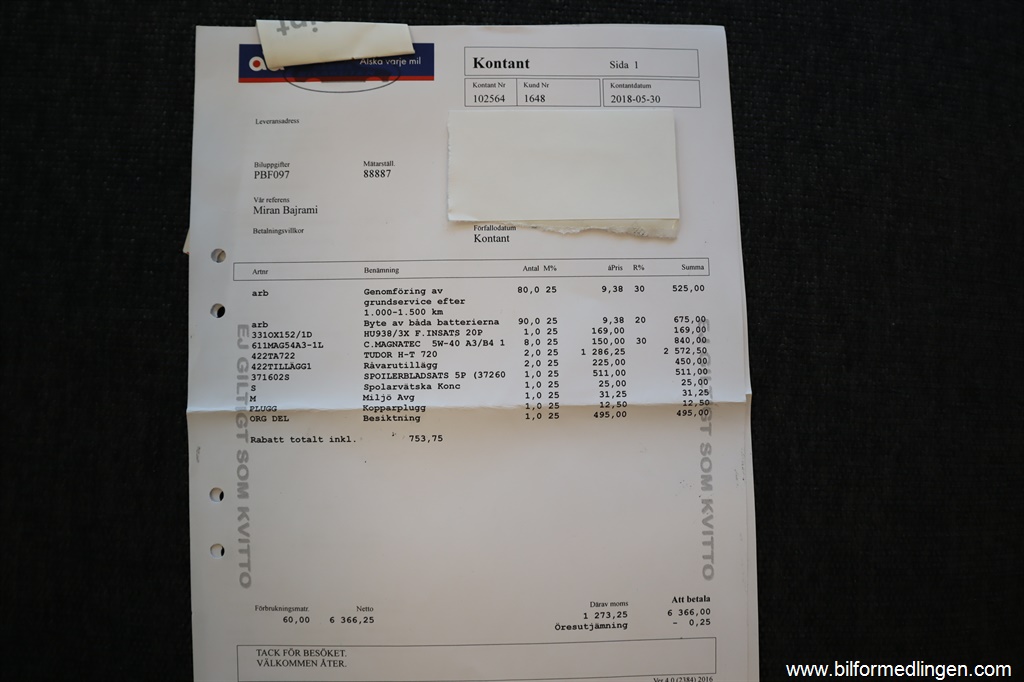 Älska varje mil
Kontant Sida 1
Kontant Nr Kund Nr Kontantdatum
102564 1648 2018-05-30
Leveransadress
Biluppgifter Mätarställ.
PBF097 88887
Vår referens
Miran Bajrami
Betalningsvillkor Förfallodatum
Kontant
Artnr Benämning Antal M% àPris R% Summa
arb Genomföring av 80,0 25 9,38 30 525,00
grundservice efter
1.000-1.500 km
arb Byte av båda batterierna 90,0 25 9,38 20 675,00
331OX152/1D HU938/3X F.INSATS 20P 1,0 25 169,00 169,00
611MAG54A3-1L C.MAGNATEC 5W-40 A3/B4 1 8,0 25 150,00 30 840,00
422TA722 TUDOR H-T 720 2,0 25 1 286,25 2 572,50
422TILLÄGG1 Råvarutillägg 2,0 25 225,00 450,00
371602S SPOILERBLADSATS 5P (37260 1,0 25 511,00 511,00
S Spolarvätska Konc 1,0 25 25,00 25,00
M Miljö Avg 1,0 25 31,25 31,25
PLUGG Kopparplugg 1,0 25 12,50 12,50
ORG DEL Besiktning 1,0 25 495,00 495,00
Rabatt totalt inkl. 753,75
EJ GILTIGT SOM KVITTO
GT SOM KVITTO
Förbrukningsmatr. Netto Därav moms Att betala
60,00 6 366,25 1 273,25 6 366,00
Öresutjämning - 0,25
TACK FÖR BESÖKET.
VÄLKOMMEN ÅTER.
Ver 4.0 (2384) 2016
www.bilformedlingen.com